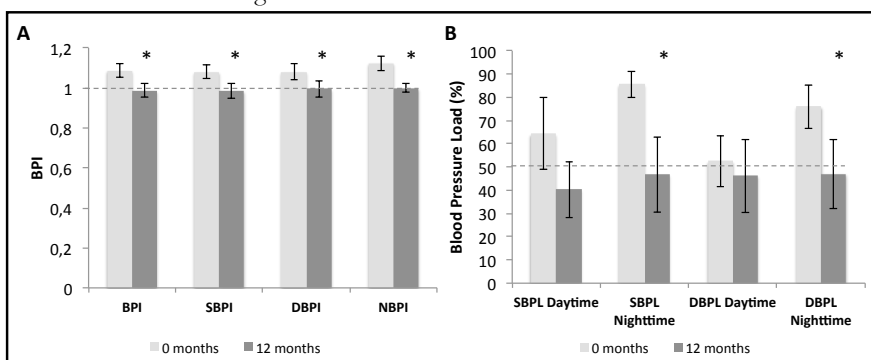 A
BPI
1,2
1
0,8
0,6
0,4
0,2
0
* * * *
BPI SBPI DBPI NBPI
0 months 12 months
B
Blood Pressure Load (%)
100
90
80
70
60
50
40
30
20
10
0
* *
SBPL Daytime SBPL Nighttime DBPL Daytime DBPL Nighttime
0 months 12 months